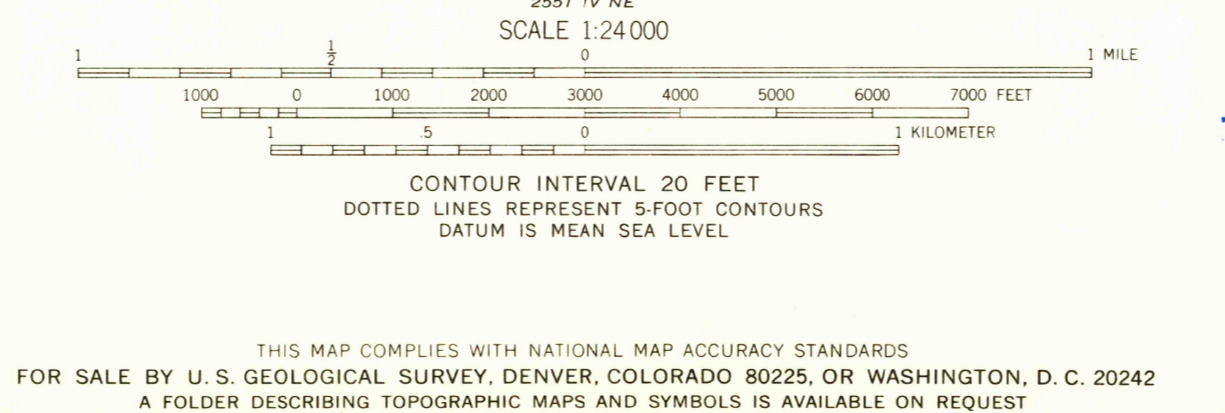 2557 IV NE
SCALE 1:24 000
1 1/2 0 1 MILE
1000 0 1000 2000 3000 4000 5000 6000 7000 FEET
1 .5 0 1 KILOMETER
CONTOUR INTERVAL 20 FEET
DOTTED LINES REPRESENT 5-FOOT CONTOURS
DATUM IS MEAN SEA LEVEL
THIS MAP COMPLIES WITH NATIONAL MAP ACCURACY STANDARDS
FOR SALE BY U. S. GEOLOGICAL SURVEY, DENVER, COLORADO 80225, OR WASHINGTON, D. C. 20242
A FOLDER DESCRIBING TOPOGRAPHIC MAPS AND SYMBOLS IS AVAILABLE ON REQUEST